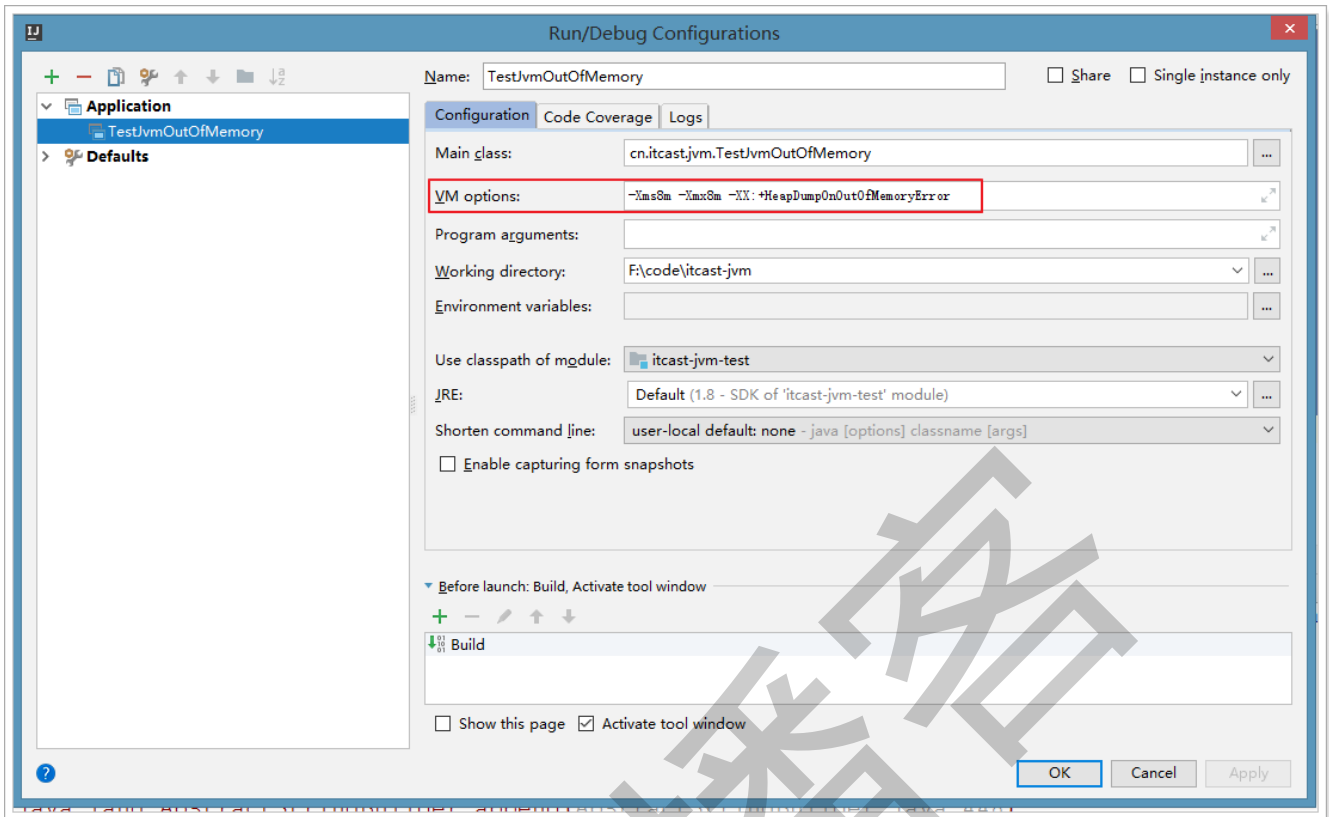 Run/Debug Configurations
Name: TestJvmOutOfMemory
Share
Single instance only
Application
TestJvmOutOfMemory
Defaults
Configuration
Code Coverage
Logs
Main class: cn.itcast.jvm.TestJvmOutOfMemory
VM options: -Xms8m -Xmx8m -XX:+HeapDumpOnOutOfMemoryError
Program arguments:
Working directory: F:\code\itcast-jvm
Environment variables:
Use classpath of module: itcast-jvm-test
JRE: Default (1.8 - SDK of 'itcast-jvm-test' module)
Shorten command line: user-local default: none - java [options] classname [args]
Enable capturing form snapshots
Before launch: Build, Activate tool window
Build
Show this page
Activate tool window
OK
Cancel
Apply
客